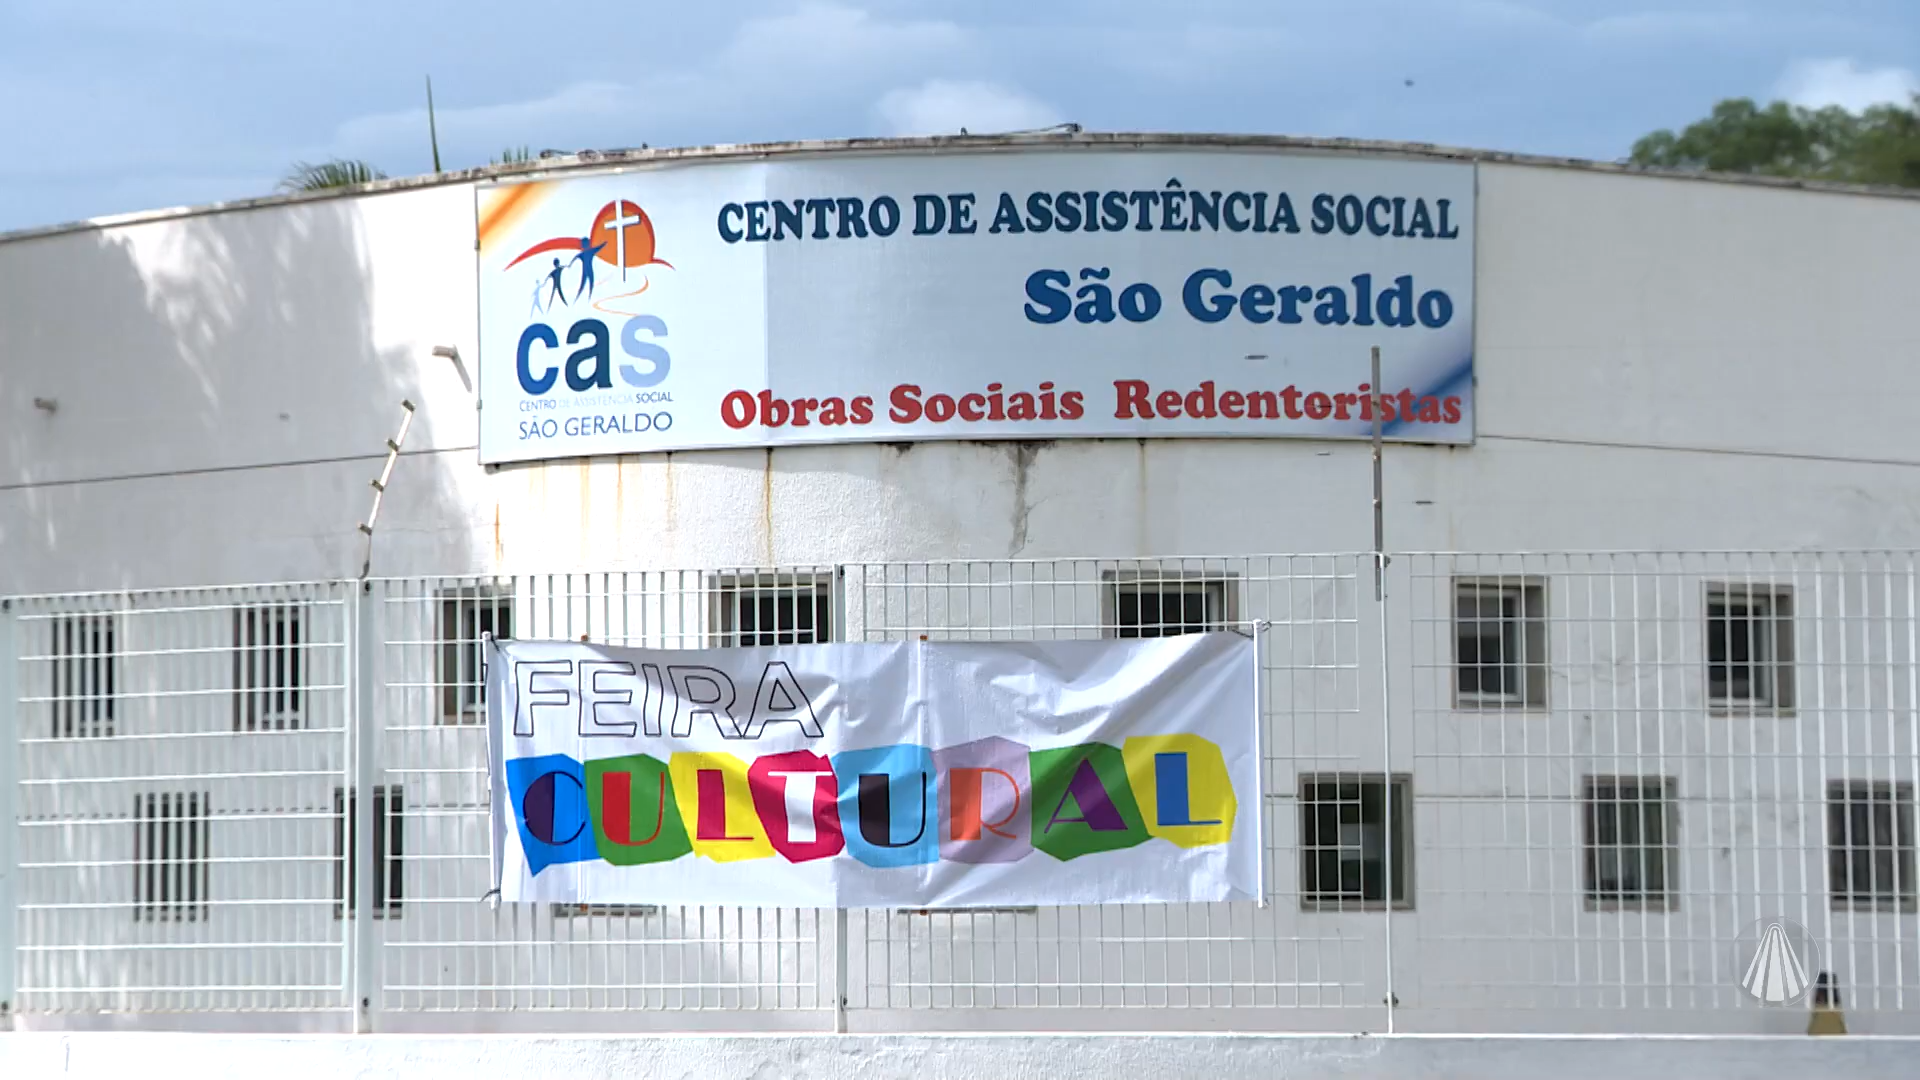 CENTRO DE ASSISTÊNCIA SOCIAL
São Geraldo
Obras Sociais Redentoristas
cas
CENTRO DE ASSISTÊNCIA SOCIAL
SÃO GERALDO
FEIRA
CULTURAL